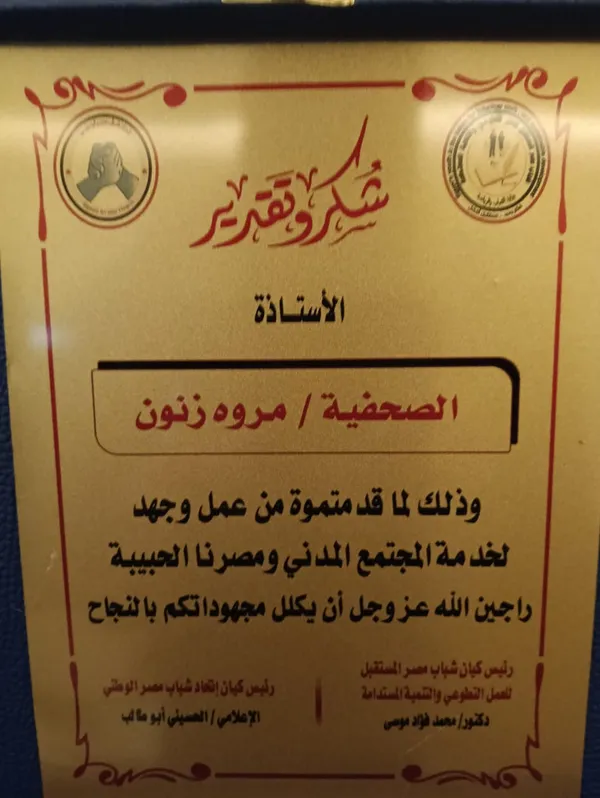 شكر وتقدير
الأستاذة
الصحفية / مروه زنون
وذلك لما قد متموة من عمل وجهد
لخدمة المجتمع المدني ومصرنا الحبيبة
راجين الله عز وجل أن يكلل مجهوداتكم بالنجاح
رئيس كيان شباب مصر المستقبل
للعمل التطوعي والتنمية المستدامة
دكتور/ محمد فؤاد موسى
رئيس كيان إتحاد شباب مصر الوطني
الإعلامي / الحسيني أبو طالب